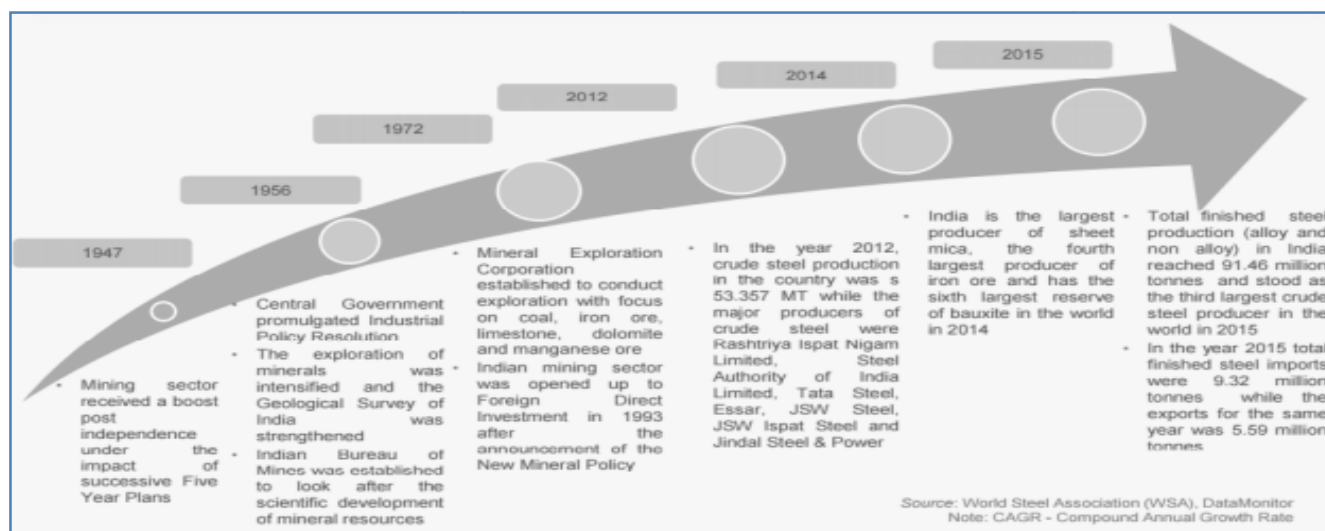 2015
2014
2012
1972
1956
1947
• Mining sector
received a boost
post
independence
under the
impact of
successive Five
Year Plans
• Central Government
promulgated Industrial
Policy Resolution
• The exploration of
minerals was
intensified and the
Geological Survey of
India was
strengthened
• Indian Bureau of
Mines was established
to look after the
scientific development
of mineral resources
• Mineral Exploration
Corporation
established to conduct
exploration with focus
on coal, iron ore,
limestone, dolomite
and manganese ore
• Indian mining sector
was opened up to
Foreign Direct
Investment in 1993
after the
announcement of the
New Mineral Policy
• In the year 2012,
crude steel production
in the country was s
53.357 MT while the
major producers of
crude steel were
Rashtriya Ispat Nigam
Limited, Steel
Authority of India
Limited, Tata Steel,
Essar, JSW Steel,
JSW Ispat Steel and
Jindal Steel & Power
• India is the largest
producer of sheet
mica, the fourth
largest producer of
iron ore and has the
sixth largest reserve
of bauxite in the world
in 2014
• Total finished steel
production (alloy and
non alloy) in India
reached 91.46 million
tonnes and stood as
the third largest crude
steel producer in the
world in 2015
• In the year 2015 total
finished steel imports
were 9.32 million
tonnes while the
exports for the same
year was 5.59 million
tonnes
Source: World Steel Association (WSA), DataMonitor
Note: CAGR - Compound Annual Growth Rate